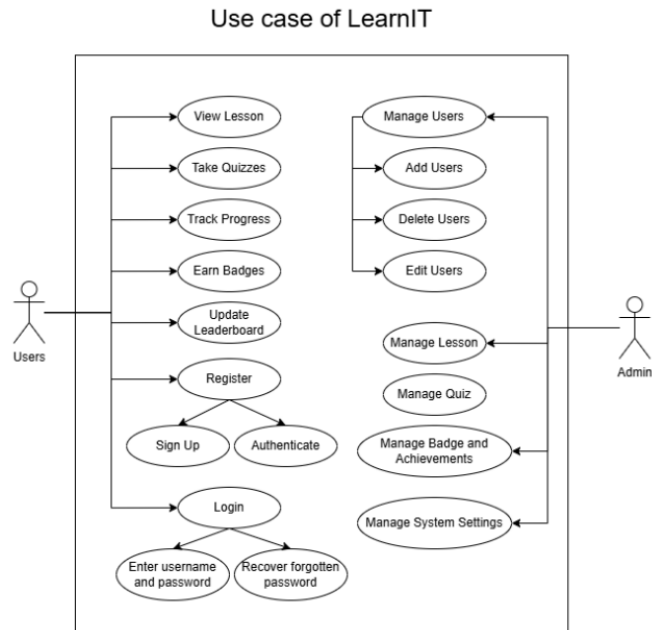 Use case of LearnIT
View Lesson
Manage Users
Take Quizzes
Add Users
Track Progress
Delete Users
Earn Badges
Edit Users
Update
Leaderboard
Users
Manage Lesson
Admin
Register
Manage Quiz
Sign Up
Authenticate
Manage Badge and
Achievements
Login
Manage System Settings
Enter username
and password
Recover forgotten
password